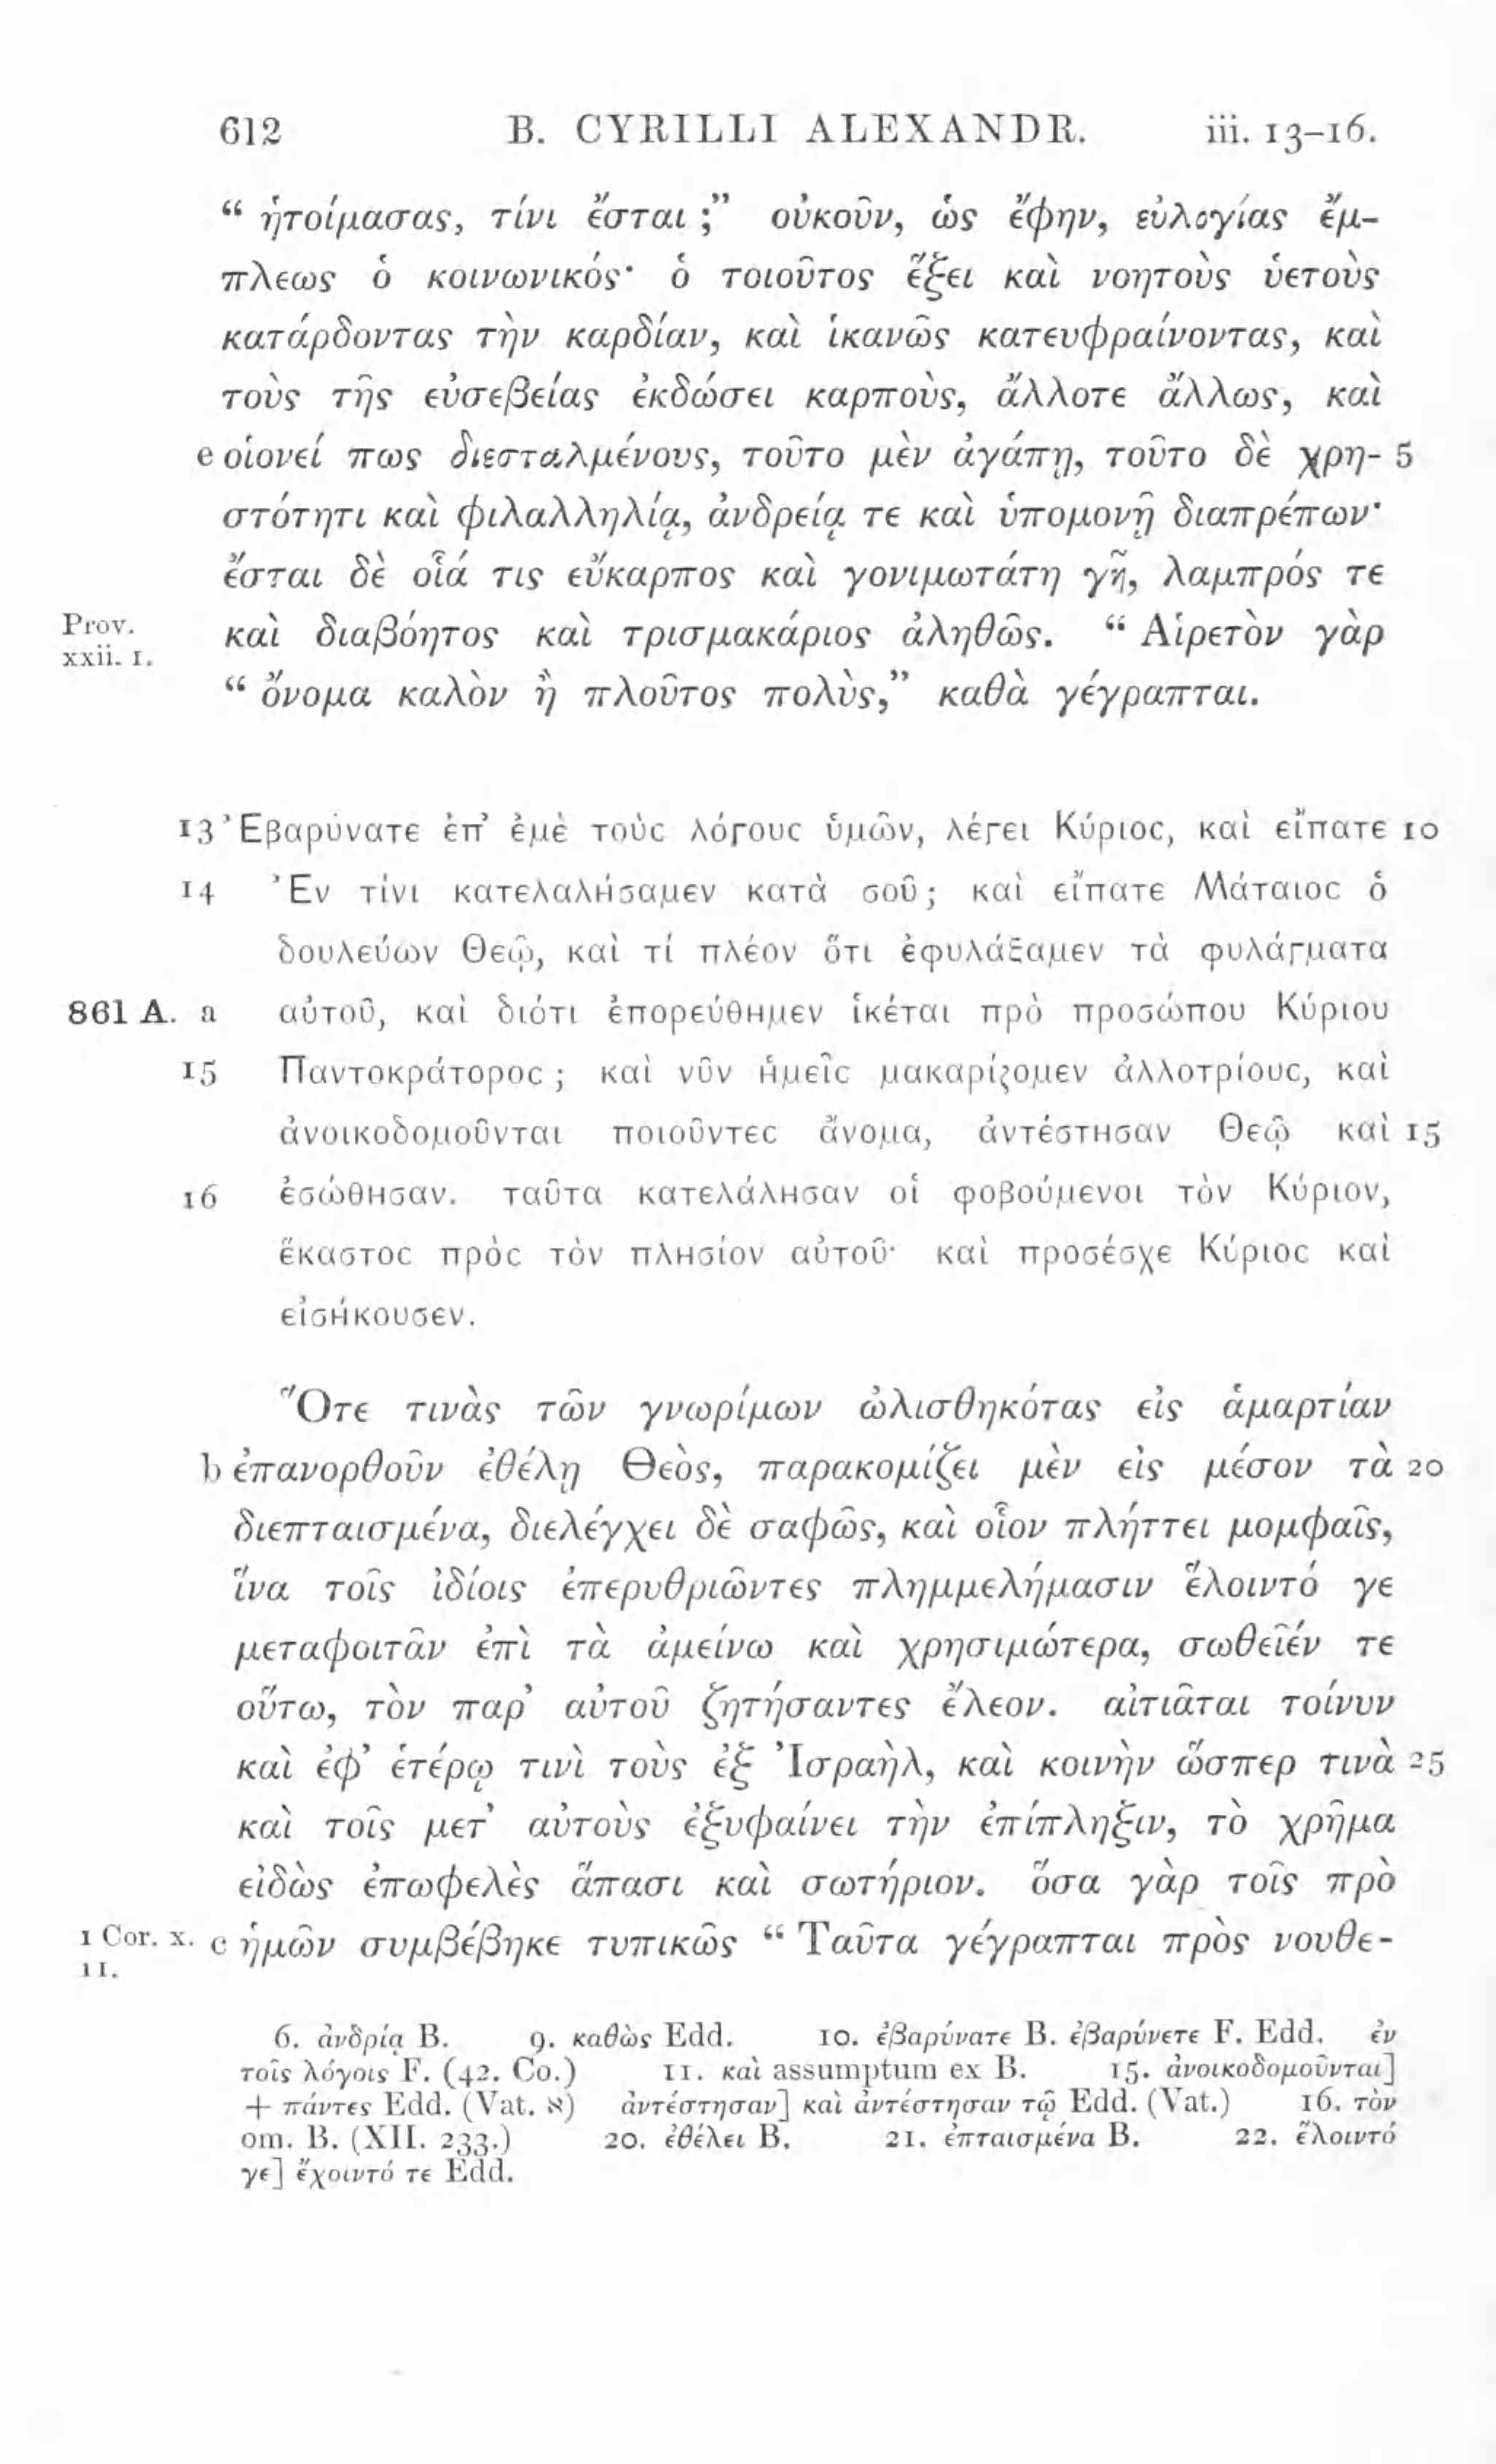 612 B. CYRILLI ALEXANDR. iii. 13–16.
“ ἡτοίμασας, τίνι ἔσται ;” οὐκοῦν, ὡς ἔφην, εὐλογίας ἔμ-
πλεως ὁ κοινωνικός· ὁ τοιοῦτος ἕξει καὶ νοητοὺς ὑετοὺς
κατάρδοντας τὴν καρδίαν, καὶ ἱκανῶς κατευφραίνοντας, καὶ
τοὺς τῆς εὐσεβείας ἐκδώσει καρποὺς, ἄλλοτε ἄλλως, καὶ
e οἱονεί πως διεσταλμένους, τοῦτο μὲν ἀγάπῃ, τοῦτο δὲ χρη- 5
στότητι καὶ φιλαλληλίᾳ, ἀνδρείᾳ τε καὶ ὑπομονῇ διαπρέπων·
ἔσται δὲ οἷά τις εὔκαρπος καὶ γονιμωτάτη γῆ, λαμπρός τε
Prov. xxii. 1. καὶ διαβόητος καὶ τρισμακάριος ἀληθῶς. “ Αἱρετὸν γὰρ
“ ὄνομα καλὸν ἢ πλοῦτος πολὺς,” καθὰ γέγραπται.
13 Ἐβαρύνατε ἐπ’ ἐμὲ τοὺς λόγους ὑμῶν, λέγει Κύριος, καὶ εἴπατε 10
14 Ἐν τίνι κατελαλήσαμεν κατὰ σοῦ; καὶ εἴπατε Μάταιος ὁ
δουλεύων Θεῷ, καὶ τί πλέον ὅτι ἐφυλάξαμεν τὰ φυλάγματα
861 A. a αὐτοῦ, καὶ διότι ἐπορεύθημεν ἱκέται πρὸ προσώπου Κύριου
15 Παντοκράτορος ; καὶ νῦν ἡμεῖς μακαρίζομεν ἀλλοτρίους, καὶ
ἀνοικοδομοῦνται ποιοῦντες ἄνομα, ἀντέστησαν Θεῷ καὶ 15
16 ἐσώθησαν. ταῦτα κατελάλησαν οἱ φοβούμενοι τὸν Κύριον,
ἕκαστος πρὸς τὸν πλησίον αὐτοῦ· καὶ προσέσχε Κύριος καὶ
εἰσήκουσεν.
Ὅτε τινὰς τῶν γνωρίμων ὠλισθηκότας εἰς ἁμαρτίαν
b ἐπανορθοῦν ἐθέλῃ Θεὸς, παρακομίζει μὲν εἰς μέσον τὰ 20
διεπταισμένα, διελέγχει δὲ σαφῶς, καὶ οἷον πλήττει μομφαῖς,
ἵνα τοῖς ἰδίοις ἐπερυθριῶντες πλημμελήμασιν ἕλοιντό γε
μεταφοιτᾶν ἐπὶ τὰ ἀμείνω καὶ χρησιμώτερα, σωθεῖέν τε
οὕτω, τὸν παρ’ αὐτοῦ ζητήσαντες ἔλεον. αἰτιᾶται τοίνυν
καὶ ἐφ’ ἑτέρῳ τινὶ τοὺς ἐξ Ἰσραὴλ, καὶ κοινὴν ὥσπερ τινὰ 25
καὶ τοῖς μετ’ αὐτοὺς ἐξυφαίνει τὴν ἐπίπληξιν, τὸ χρῆμα
εἰδὼς ἐπωφελὲς ἅπασι καὶ σωτήριον. ὅσα γὰρ τοῖς πρὸ
1 Cor. x. 11. c ἡμῶν συμβέβηκε τυπικῶς “ Ταῦτα γέγραπται πρὸς νουθε-
6. ἀνδρίᾳ B. 9. καθὼς Edd. 10. ἐβαρύνατε B. ἐβαρύνετε F. Edd. ἐν
τοῖς λόγοις F. (42. Co.) 11. καὶ assumptum ex B. 15. ἀνοικοδομοῦνται]
+ πάντες Edd. (Vat. א) ἀντέστησαν] καὶ ἀντέστησαν τῷ Edd. (Vat.) 16. τὸν
om. B. (XII. 233.) 20. ἐθέλει B. 21. ἐπταισμένα B. 22. ἕλοιντό
γε] ἔχοιντό τε Edd.